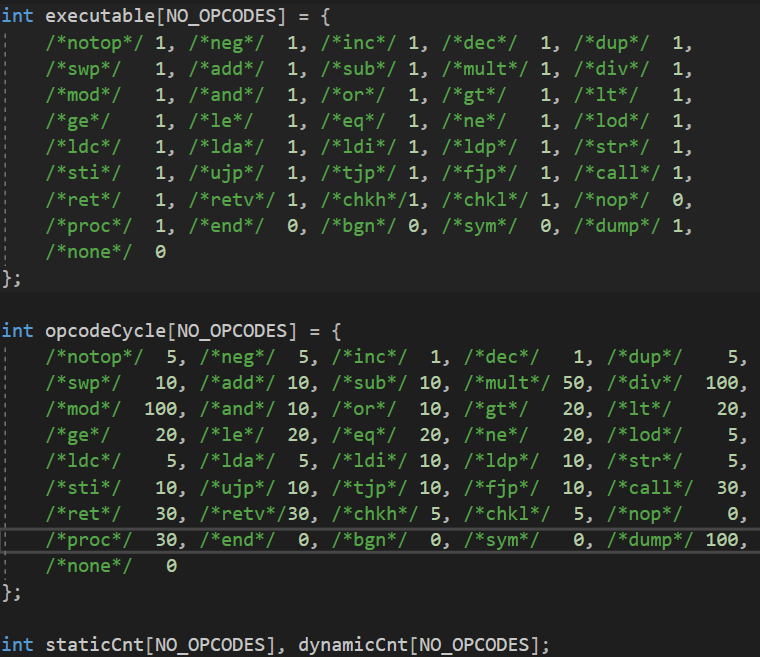 int executable[NO_OPCODES] = {
    /*notop*/ 1, /*neg*/  1, /*inc*/ 1, /*dec*/  1, /*dup*/  1,
    /*swp*/   1, /*add*/  1, /*sub*/ 1, /*mult*/ 1, /*div*/  1,
    /*mod*/   1, /*and*/  1, /*or*/  1, /*gt*/   1, /*lt*/   1,
    /*ge*/    1, /*le*/   1, /*eq*/  1, /*ne*/   1, /*lod*/  1,
    /*ldc*/   1, /*lda*/  1, /*ldi*/ 1, /*ldp*/  1, /*str*/  1,
    /*sti*/   1, /*ujp*/  1, /*tjp*/ 1, /*fjp*/  1, /*call*/ 1,
    /*ret*/   1, /*retv*/ 1, /*chkh*/1, /*chkl*/ 1, /*nop*/  0,
    /*proc*/  1, /*end*/  0, /*bgn*/ 0, /*sym*/  0, /*dump*/ 1,
    /*none*/  0
};
int opcodeCycle[NO_OPCODES] = {
    /*notop*/  5, /*neg*/  5, /*inc*/  1, /*dec*/   1, /*dup*/    5,
    /*swp*/   10, /*add*/ 10, /*sub*/ 10, /*mult*/ 50, /*div*/  100,
    /*mod*/  100, /*and*/ 10, /*or*/  10, /*gt*/   20, /*lt*/    20,
    /*ge*/    20, /*le*/  20, /*eq*/  20, /*ne*/   20, /*lod*/    5,
    /*ldc*/    5, /*lda*/  5, /*ldi*/ 10, /*ldp*/  10, /*str*/    5,
    /*sti*/   10, /*ujp*/ 10, /*tjp*/ 10, /*fjp*/  10, /*call*/  30,
    /*ret*/   30, /*retv*/30, /*chkh*/ 5, /*chkl*/  5, /*nop*/    0,
    /*proc*/  30, /*end*/  0, /*bgn*/  0, /*sym*/   0, /*dump*/ 100,
    /*none*/   0
};
int staticCnt[NO_OPCODES], dynamicCnt[NO_OPCODES];